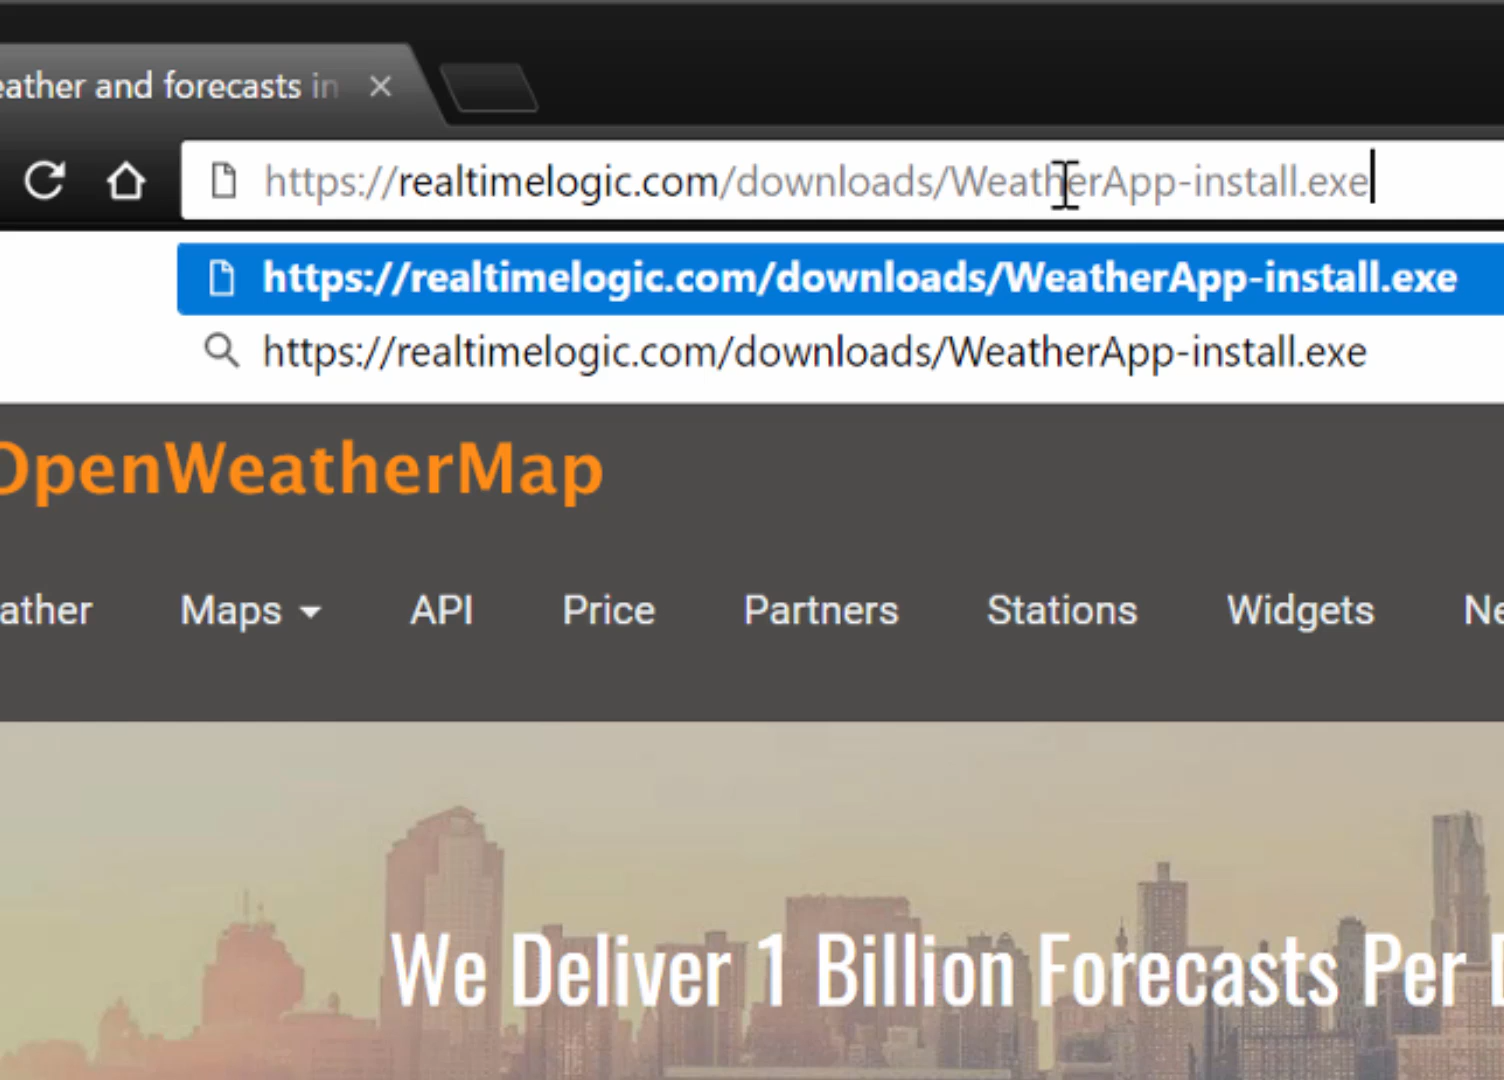 eather and forecasts in
https://realtimelogic.com/downloads/WeatherApp-install.exe
https://realtimelogic.com/downloads/WeatherApp-install.exe
https://realtimelogic.com/downloads/WeatherApp-install.exe
OpenWeatherMap
ather Maps API Price Partners Stations Widgets Ne
We Deliver 1 Billion Forecasts Per